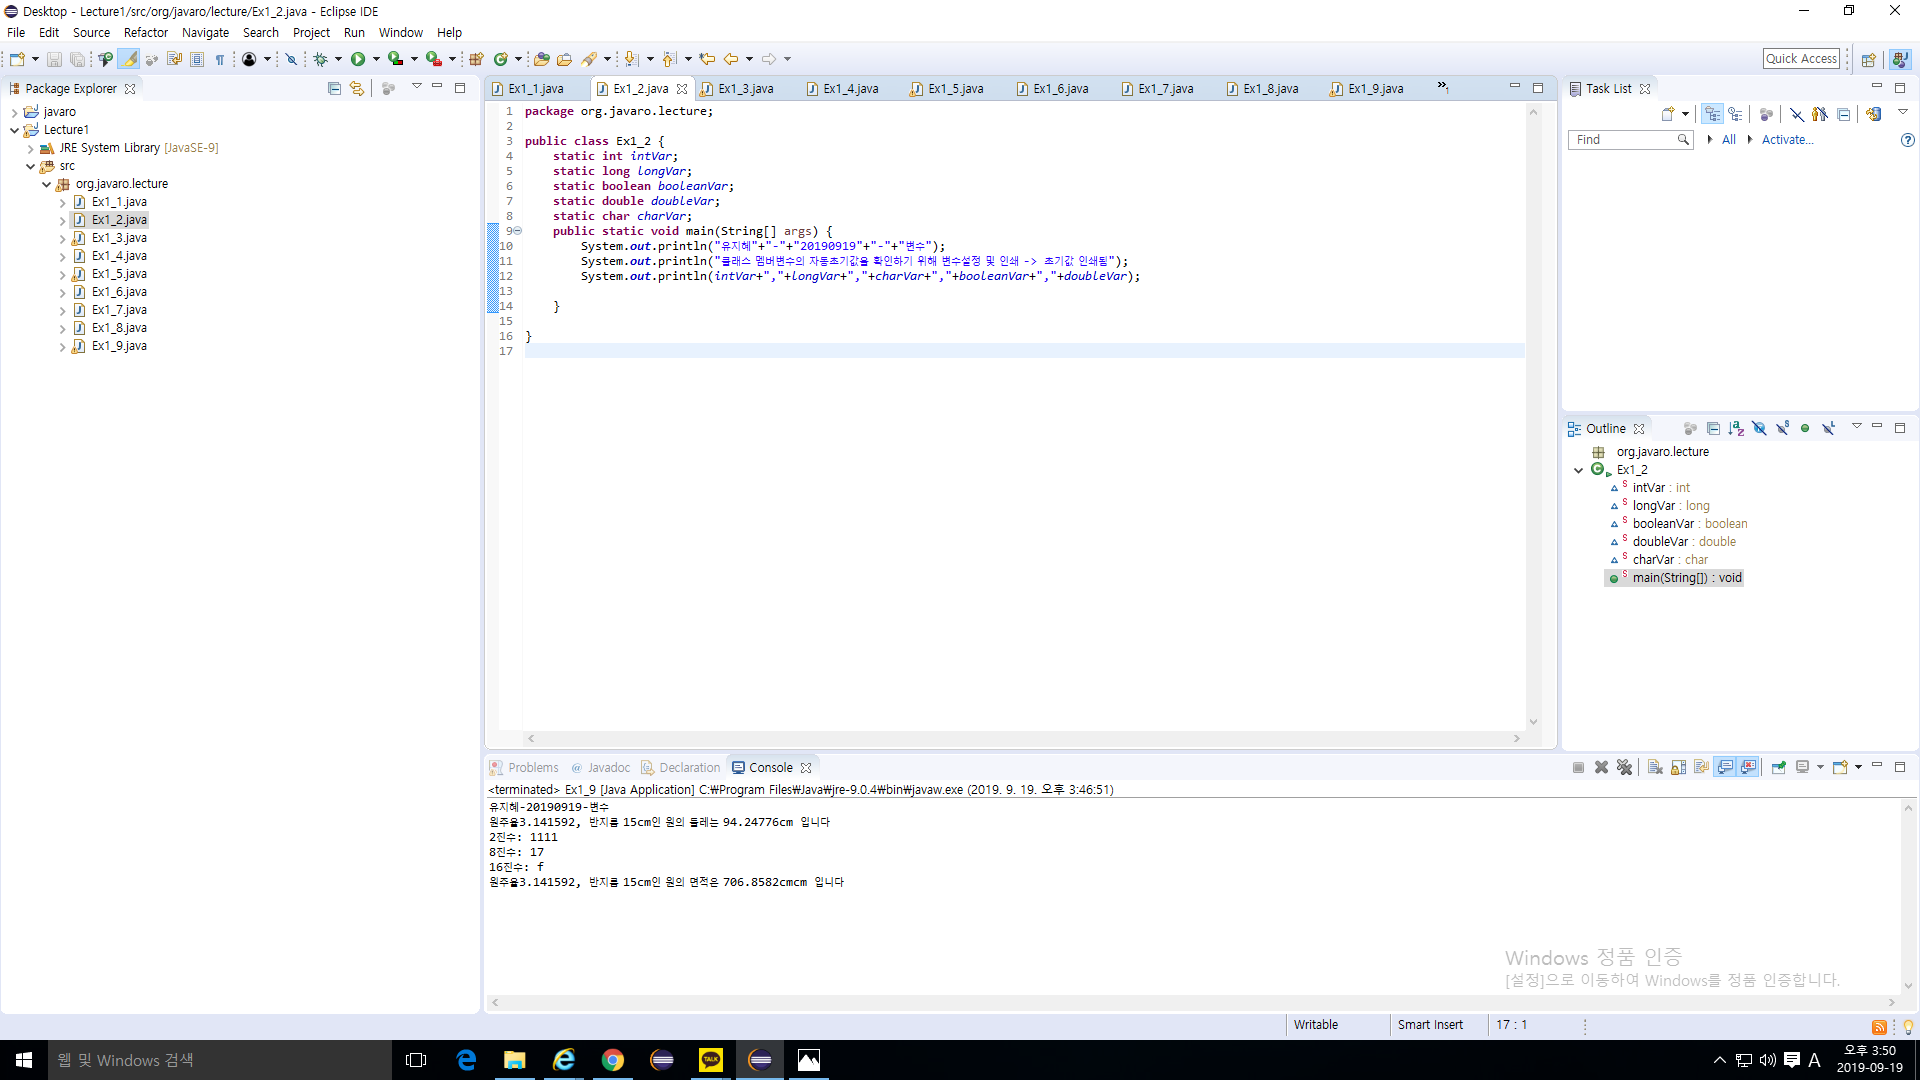 Desktop - Lecture1/src/org/javaro/lecture/Ex1_2.java - Eclipse IDE
File Edit Source Refactor Navigate Search Project Run Window Help
Quick Access
Package Explorer
javaro
Lecture1
JRE System Library [JavaSE-9]
src
org.javaro.lecture
Ex1_1.java
Ex1_2.java
Ex1_3.java
Ex1_4.java
Ex1_5.java
Ex1_6.java
Ex1_7.java
Ex1_8.java
Ex1_9.java
Ex1_1.java Ex1_2.java Ex1_3.java Ex1_4.java Ex1_5.java Ex1_6.java Ex1_7.java Ex1_8.java Ex1_9.java »1
1 package org.javaro.lecture;
2
3 public class Ex1_2 {
4 static int intVar;
5 static long longVar;
6 static boolean booleanVar;
7 static double doubleVar;
8 static char charVar;
9 public static void main(String[] args) {
10 System.out.println("유지혜"+"-"+"20190919"+"-"+"변수");
11 System.out.println("클래스 멤버변수의 자동초기값을 확인하기 위해 변수설정 및 인쇄 -> 초기값 인쇄됨");
12 System.out.println(intVar+","+longVar+","+charVar+","+booleanVar+","+doubleVar);
13
14 }
15
16 }
17
Task List
Find All Activate...
Outline
org.javaro.lecture
Ex1_2
intVar : int
longVar : long
booleanVar : boolean
doubleVar : double
charVar : char
main(String[]) : void
Problems @ Javadoc Declaration Console
<terminated> Ex1_9 [Java Application] C:₩Program Files₩Java₩jre-9.0.4₩bin₩javaw.exe (2019. 9. 19. 오후 3:46:51)
유지혜-20190919-변수
원주율3.141592, 반지름 15cm인 원의 둘레는 94.24776cm 입니다
2진수: 1111
8진수: 17
16진수: f
원주율3.141592, 반지름 15cm인 원의 면적은 706.8582cmcm 입니다
Windows 정품 인증
[설정]으로 이동하여 Windows를 정품 인증합니다.
Writable Smart Insert 17 : 1
웹 및 Windows 검색
TALK
A
오후 3:50
2019-09-19